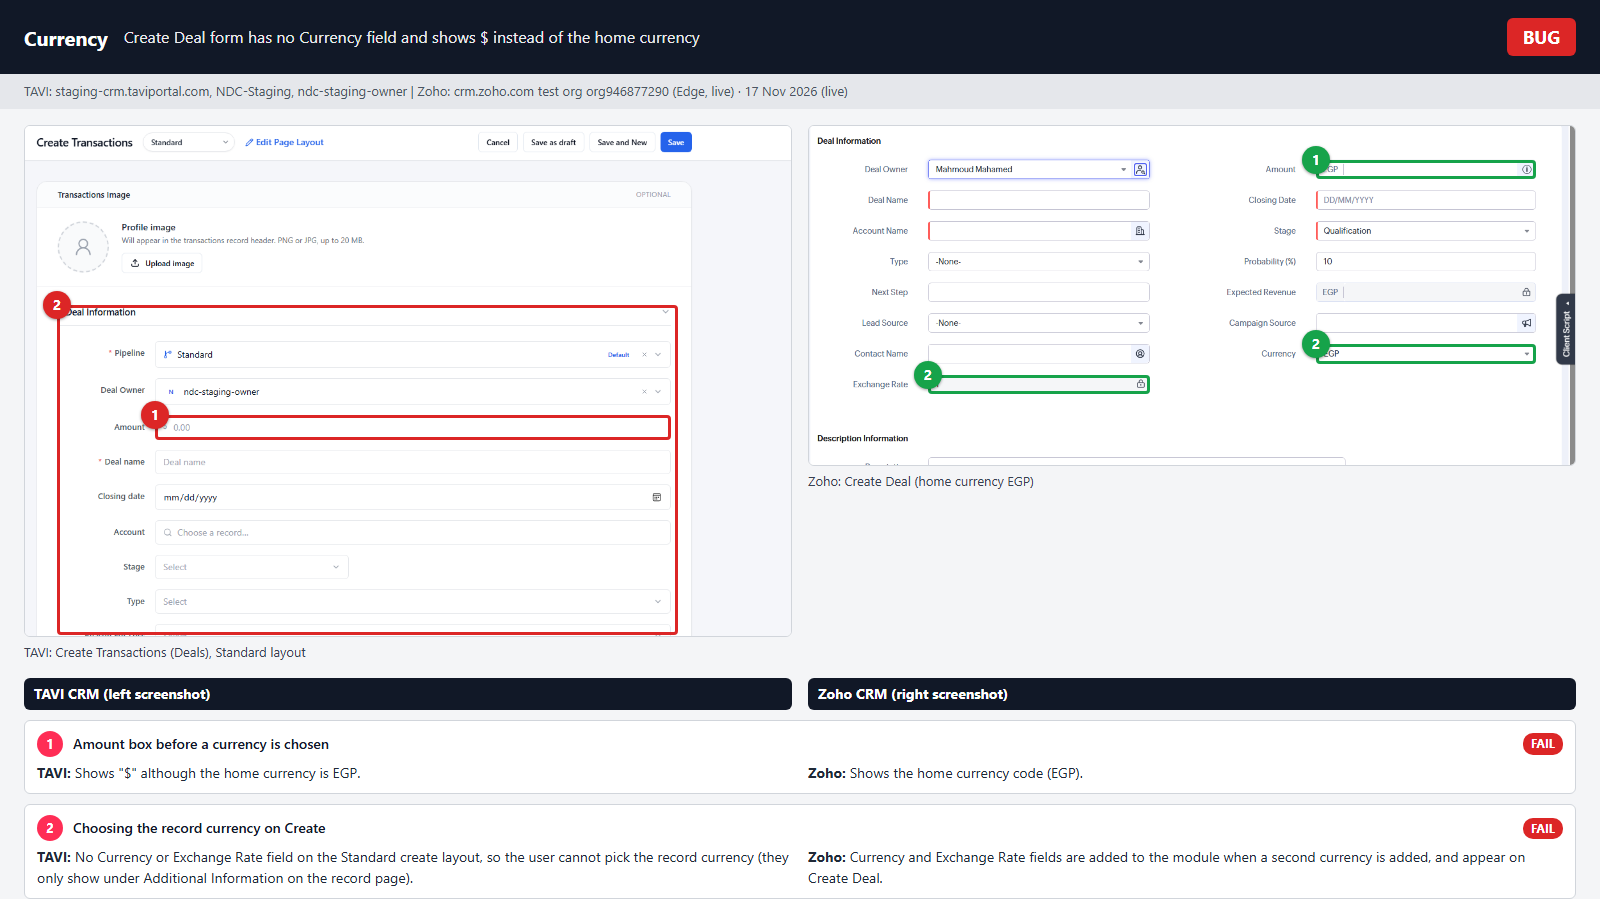 Currency
Create Deal form has no Currency field and shows $ instead of the home currency
BUG
TAVI: staging-crm.taviportal.com, NDC-Staging, ndc-staging-owner | Zoho: crm.zoho.com test org org946877290 (Edge, live) · 17 Nov 2026 (live)
Create Transactions
Standard
Edit Page Layout
Cancel
Save as draft
Save and New
Save
Transactions Image
OPTIONAL
Profile image
Will appear in the transactions record header. PNG or JPG, up to 20 MB.
Upload image
2
Deal Information
* Pipeline
Standard
Default
Deal Owner
N
ndc-staging-owner
1
Amount
0.00
* Deal name
Deal name
Closing date
mm/dd/yyyy
Account
Choose a record...
Stage
Select
Type
Select
TAVI: Create Transactions (Deals), Standard layout
Deal Information
Deal Owner
Mahmoud Mahamed
Deal Name
Account Name
Type
-None-
Next Step
Lead Source
-None-
Contact Name
Exchange Rate
2
1
Amount
EGP
Closing Date
DD/MM/YYYY
Stage
Qualification
Probability (%)
10
Expected Revenue
EGP
Campaign Source
2
Currency
EGP
Client Script
Description Information
Zoho: Create Deal (home currency EGP)
TAVI CRM (left screenshot)
Zoho CRM (right screenshot)
1
Amount box before a currency is chosen
FAIL
TAVI: Shows "$" although the home currency is EGP.
Zoho: Shows the home currency code (EGP).
2
Choosing the record currency on Create
FAIL
TAVI: No Currency or Exchange Rate field on the Standard create layout, so the user cannot pick the record currency (they
only show under Additional Information on the record page).
Zoho: Currency and Exchange Rate fields are added to the module when a second currency is added, and appear on
Create Deal.